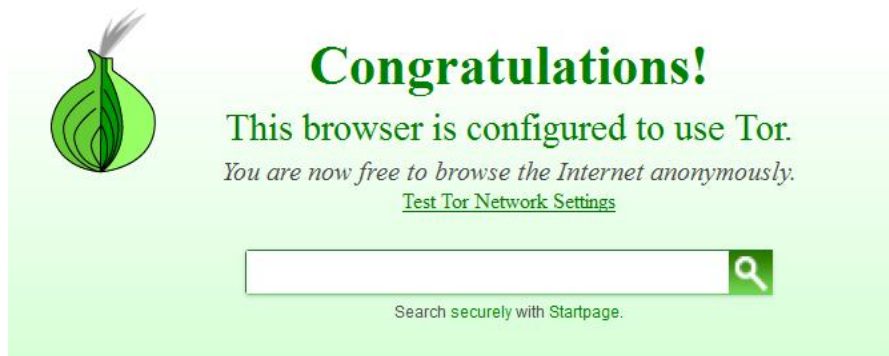 Congratulations!
This browser is configured to use Tor.
You are now free to browse the Internet anonymously.
Test Tor Network Settings
Search securely with Startpage.